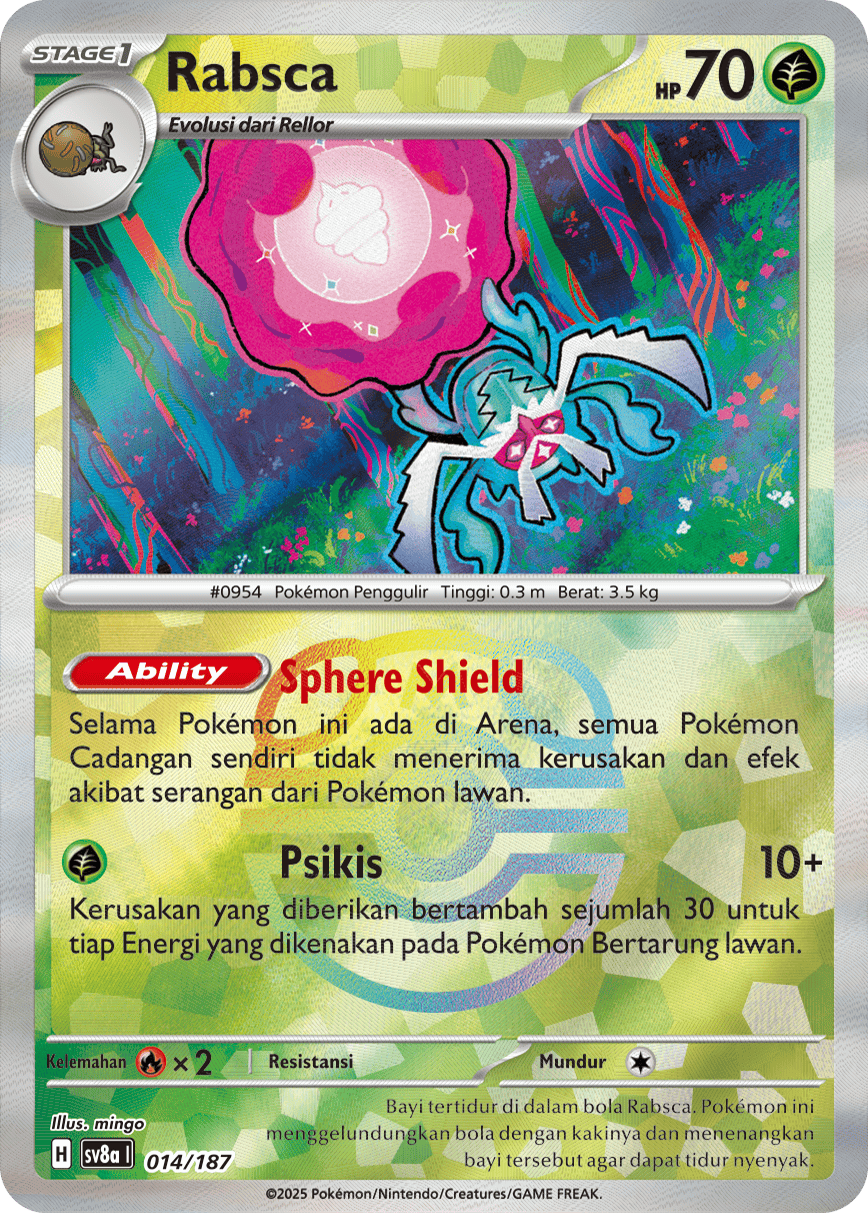 STAGE1
Rabsca
HP 70
Evolusi dari Rellor
#0954 Pokémon Penggulir Tinggi: 0.3 m Berat: 3.5 kg
Ability Sphere Shield
Selama Pokémon ini ada di Arena, semua Pokémon
Cadangan sendiri tidak menerima kerusakan dan efek
akibat serangan dari Pokémon lawan.
Psikis 10+
Kerusakan yang diberikan bertambah sejumlah 30 untuk
tiap Energi yang dikenakan pada Pokémon Bertarung lawan.
Kelemahan ×2 Resistansi Mundur
Bayi tertidur di dalam bola Rabsca. Pokémon ini
menggelundungkan bola dengan kakinya dan menenangkan
bayi tersebut agar dapat tidur nyenyak.
Illus. mingo
H sv8a I 014/187
©2025 Pokémon/Nintendo/Creatures/GAME FREAK.